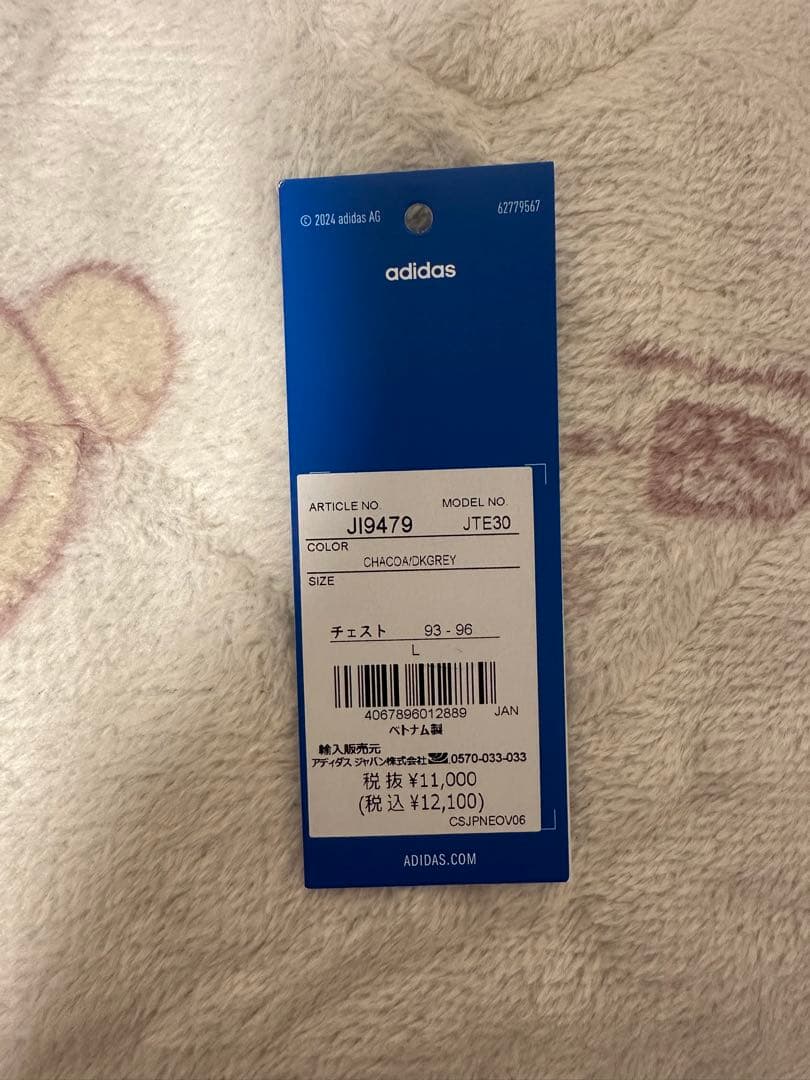 © 2024 adidas AG 62779567
adidas
ARTICLE NO. MODEL NO.
JI9479 JTE30
COLOR
CHACOA/DKGREY
SIZE
チェスト 93 - 96
L
4067896012889 JAN
ベトナム製
輸入販売元
アディダス ジャパン株式会社 0570-033-033
税 抜 ¥11,000
(税 込 ¥12,100)
CSJPNEOV06
ADIDAS.COM